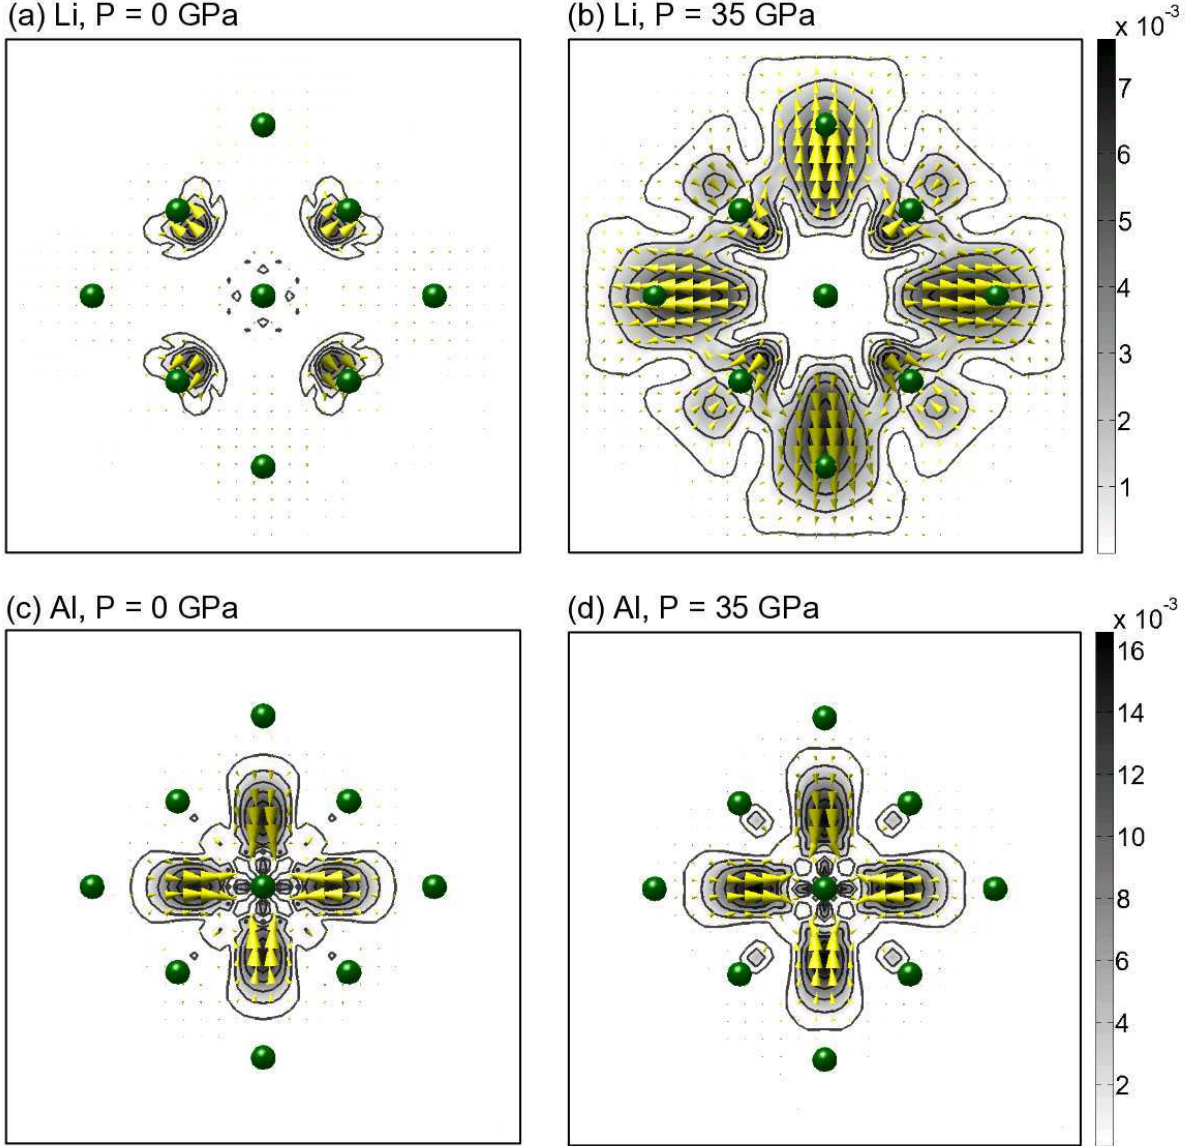 (a) Li, P = 0 GPa
(b) Li, P = 35 GPa
x 10⁻³
7
6
5
4
3
2
1
(c) Al, P = 0 GPa
(d) Al, P = 35 GPa
x 10⁻³
16
14
12
10
8
6
4
2